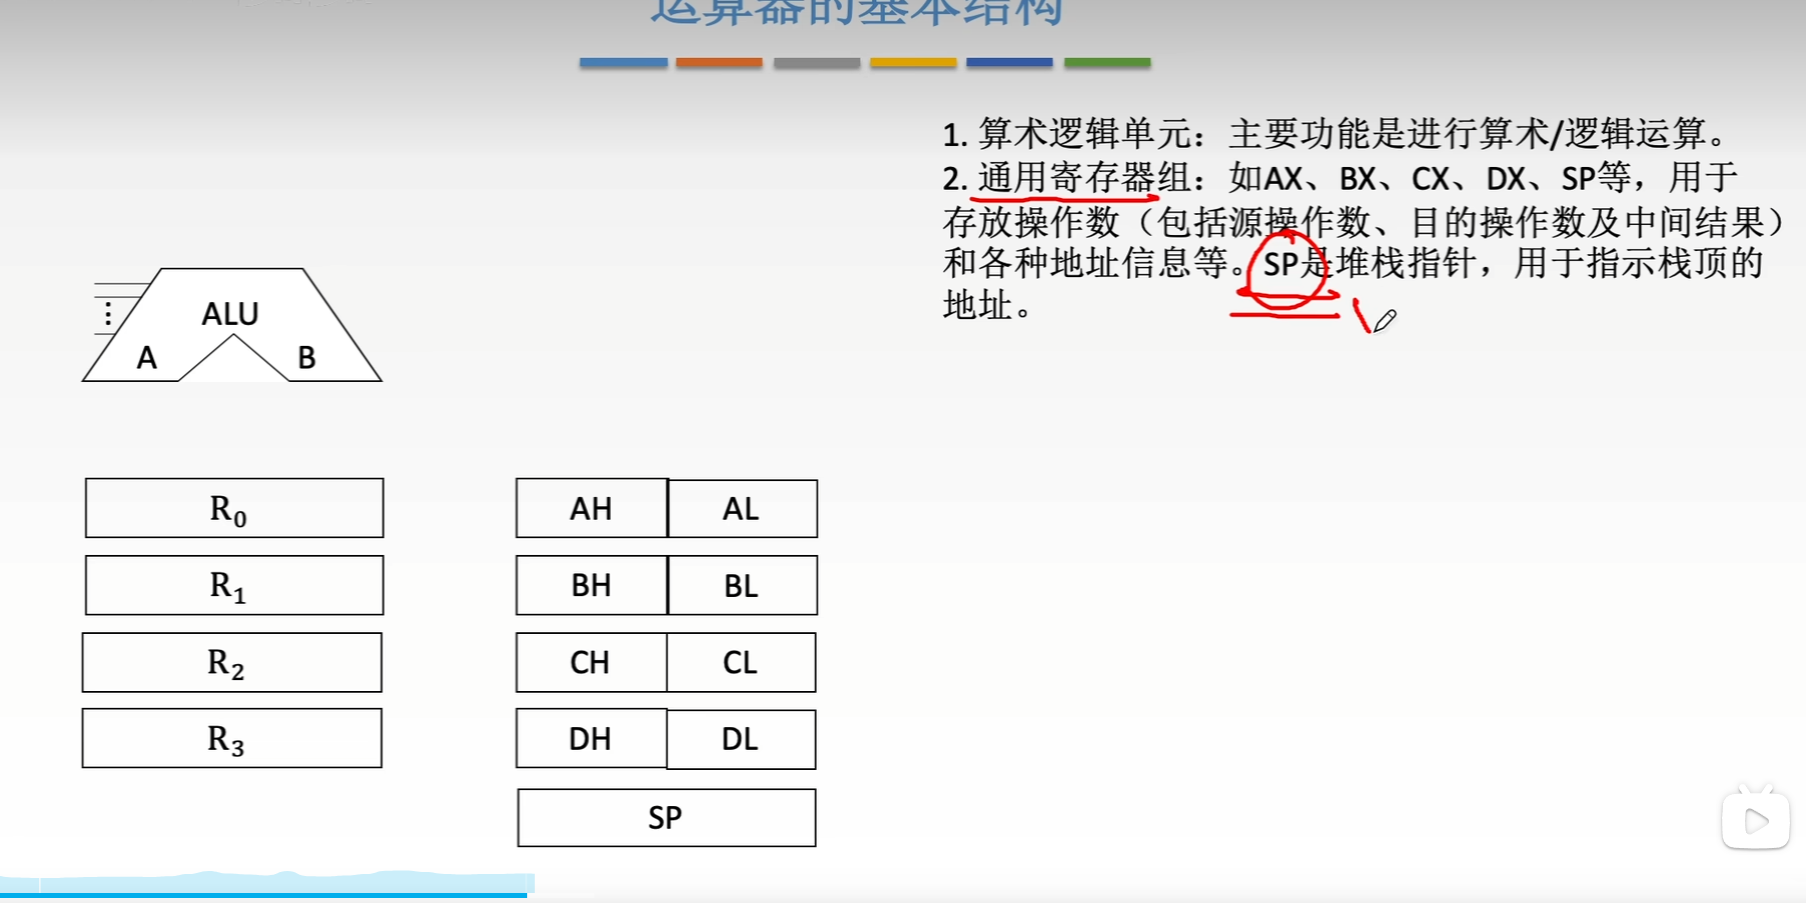 运算器的基本结构
1. 算术逻辑单元：主要功能是进行算术/逻辑运算。
2. 通用寄存器组：如AX、BX、CX、DX、SP等，用于
存放操作数（包括源操作数、目的操作数及中间结果）
和各种地址信息等。SP是堆栈指针，用于指示栈顶的
地址。
ALU
A B
R₀
R₁
R₂
R₃
AH AL
BH BL
CH CL
DH DL
SP